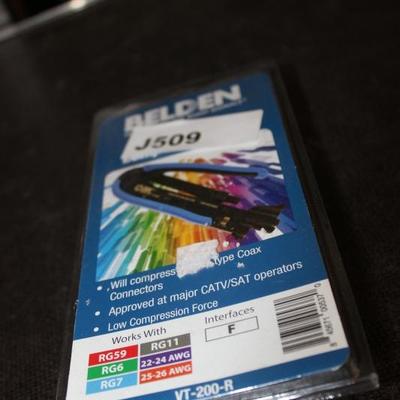 BELDEN
J509
• Will compress type Coax
Connectors
• Approved at major CATV/SAT operators
• Low Compression Force
Works With
Interfaces
RG59 RG11
F
RG6 22-24 AWG
RG7 25-26 AWG
VT-200-R